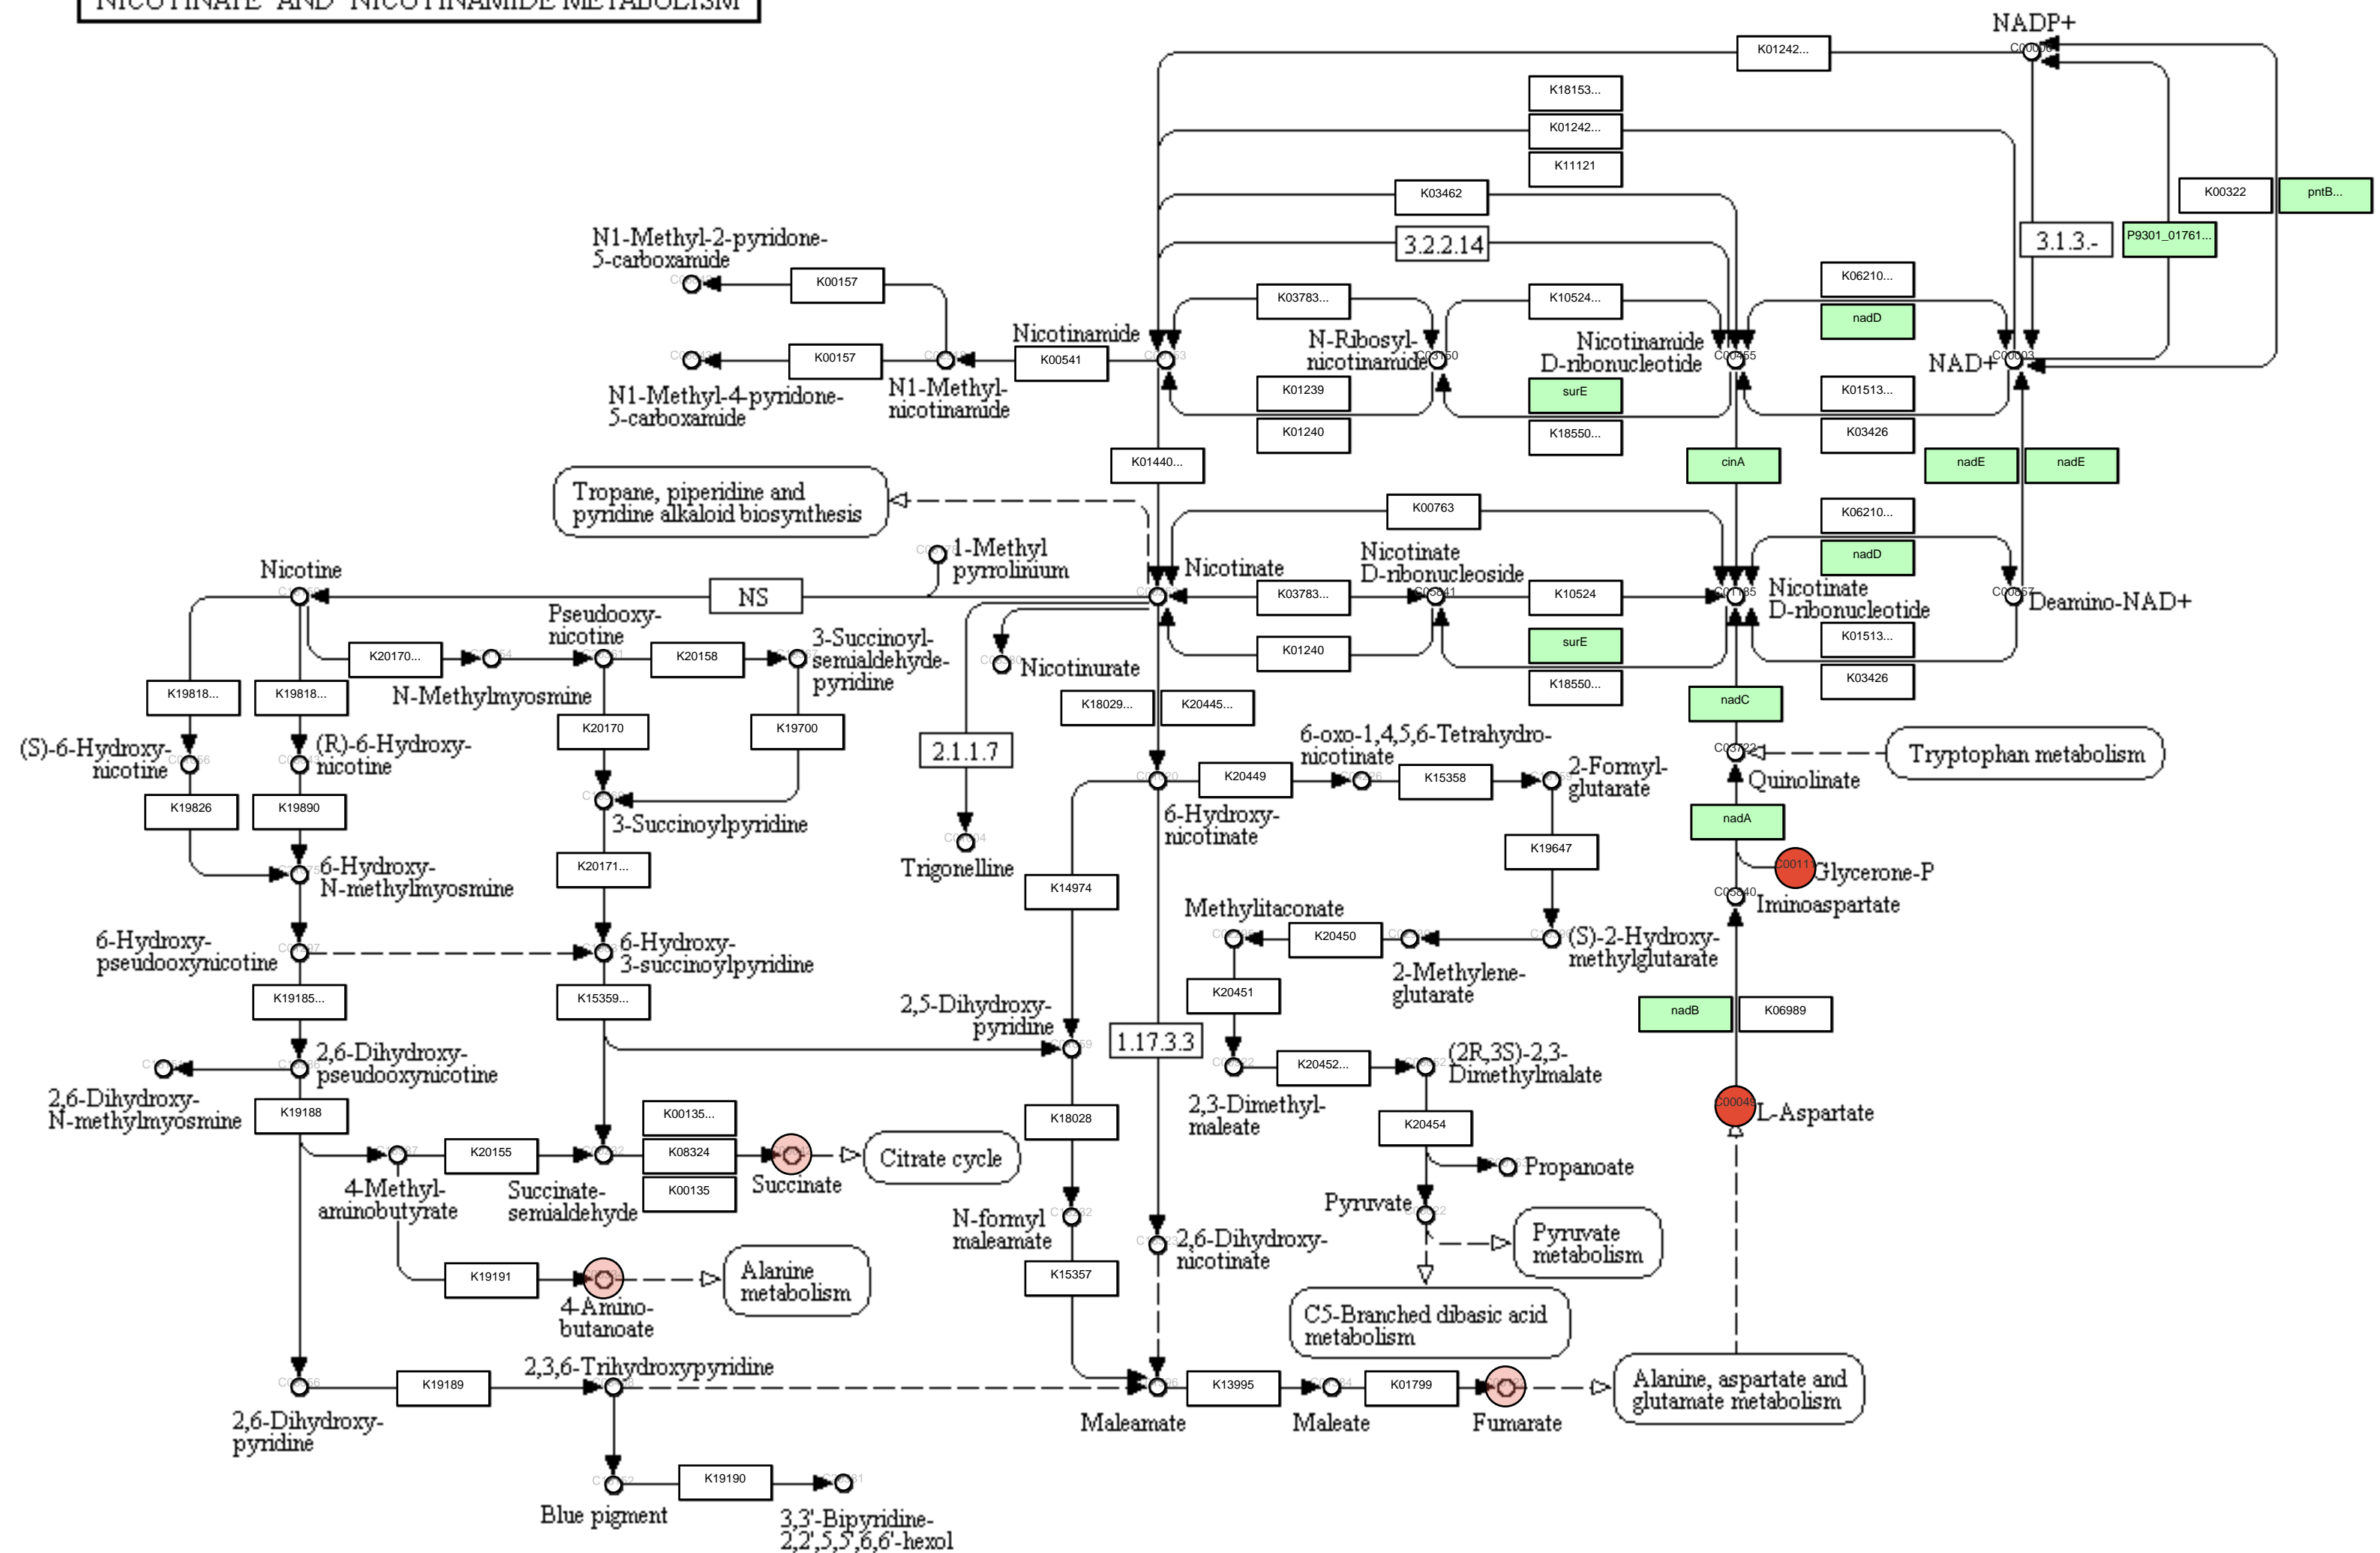 NICOTINATE AND NICOTINAMIDE METABOLISM
NADP+
K01242...
K18153...
K01242...
K11121
K03462
K00322
pntB...
3.2.2.14
3.1.3.-
P9301_01761...
N1-Methyl-2-pyridone-
5-carboxamide
K00157
K03783...
K10524...
K06210...
nadD
Nicotinamide
N-Ribosyl-
nicotinamide
C03150
Nicotinamide
D-ribonucleotide
C00455
NAD+
C00003
K00157
K00541
N1-Methyl-4-pyridone-
5-carboxamide
N1-Methyl-
nicotinamide
K01239
K01240
surE
K18550...
K01513...
K03426
K01440...
cinA
nadE
nadE
Tropane, piperidine and
pyridine alkaloid biosynthesis
K00763
K06210...
nadD
1-Methyl
pyrrolinium
Nicotine
NS
Nicotinate
Nicotinate
D-ribonucleoside
C05841
K03783...
K10524
C01185
Nicotinate
D-ribonucleotide
C00857
Deamino-NAD+
Pseudooxy-
nicotine
K20170...
K20158
3-Succinoyl-
semialdehyde-
pyridine
Nicotinurate
K01240
surE
K18550...
K01513...
K03426
N-Methylmyosmine
K19818...
K19818...
K20170
K19700
K18029...
K20445...
nadC
(S)-6-Hydroxy-
nicotine
(R)-6-Hydroxy-
nicotine
2.1.1.7
6-oxo-1,4,5,6-Tetrahydro-
nicotinate
C03722
Tryptophan metabolism
K20449
K15358
2-Formyl-
glutarate
Quinolinate
K19826
K19890
3-Succinoylpyridine
6-Hydroxy-
nicotinate
nadA
Trigonelline
K19647
6-Hydroxy-
N-methylmyosmine
K20171...
K14974
C00111
Glycerone-P
C05840
Iminoaspartate
Methylitaconate
6-Hydroxy-
pseudooxynicotine
6-Hydroxy-
3-succinoylpyridine
K20450
(S)-2-Hydroxy-
methylglutarate
2-Methylene-
glutarate
K19185...
K15359...
2,5-Dihydroxy-
pyridine
K20451
nadB
K06989
1.17.3.3
2,6-Dihydroxy-
pseudooxynicotine
K20452...
(2R,3S)-2,3-
Dimethylmalate
2,6-Dihydroxy-
N-methylmyosmine
K19188
2,3-Dimethyl-
maleate
C00049
L-Aspartate
K00135...
K18028
K20454
K20155
K08324
K00135
Succinate
Citrate cycle
Propanoate
4-Methyl-
aminobutyrate
Succinate-
semialdehyde
Pyruvate
N-formyl
maleamate
2,6-Dihydroxy-
nicotinate
Pyruvate
metabolism
K19191
4-Amino-
butanoate
Alanine
metabolism
K15357
C5-Branched dibasic acid
metabolism
2,3,6-Trihydroxypyridine
K19189
K13995
K01799
Alanine, aspartate and
glutamate metabolism
2,6-Dihydroxy-
pyridine
Maleamate
Maleate
Fumarate
K19190
Blue pigment
3,3'-Bipyridine-
2,2',5,5',6,6'-hexol